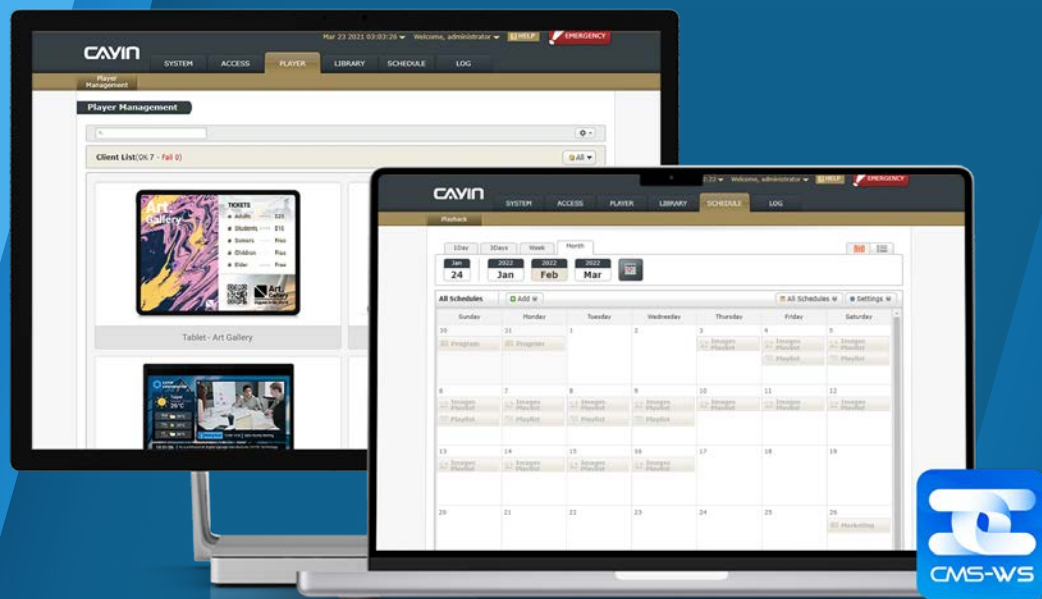 Mar 23 2021 03:03:26 Welcome, administrator HELP EMERGENCY
CAYIN
SYSTEM ACCESS PLAYER LIBRARY SCHEDULE LOG
Player
Management
Player Management
Client List(OK 7 - Fail 0) All
Art.
Gallery
TICKETS
Adults $20
Students
Seniors Free
Children Free
Elder Free
Art.
Gallery
Tablet - Art Gallery
26°C
Welcome, administrator HELP EMERGENCY
CAYIN
SYSTEM ACCESS PLAYER LIBRARY SCHEDULE LOG
Playback
1Day 3Days Week Month
Jan 2022 2022 2022
24 Jan Feb Mar
All Schedules Add All Schedules Settings
Sunday Monday Tuesday Wednesday Thursday Friday Saturday
30 31 1 2 3 4 5
Program Program Images Playlist Images Playlist Images Playlist
Playlist Playlist
6 7 8 9 10 11 12
Images Playlist Images Playlist Images Playlist Images Playlist Images Playlist Images Playlist Images Playlist
Playlist Playlist Playlist Playlist
13 14 15 16 17 18 19
Images Playlist Images Playlist Images Playlist Images Playlist
20 21 22 23 24 25 26
Marketing
CMS-WS